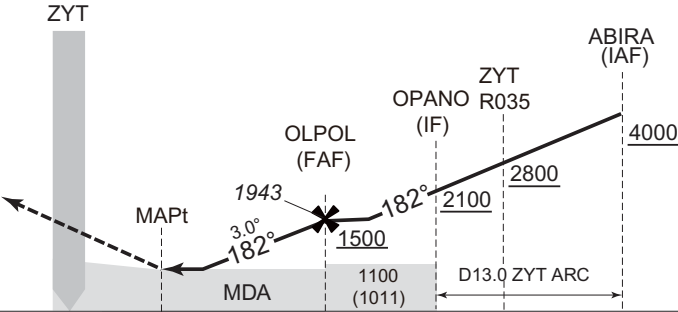 ZYT
ABIRA
(IAF)
ZYT
R035
OPANO
(IF)
4000
OLPOL
(FAF)
2800
1943
182°
2100
MAPt
3.0°
182°
1500
1100
(1011)
D13.0 ZYT ARC
MDA